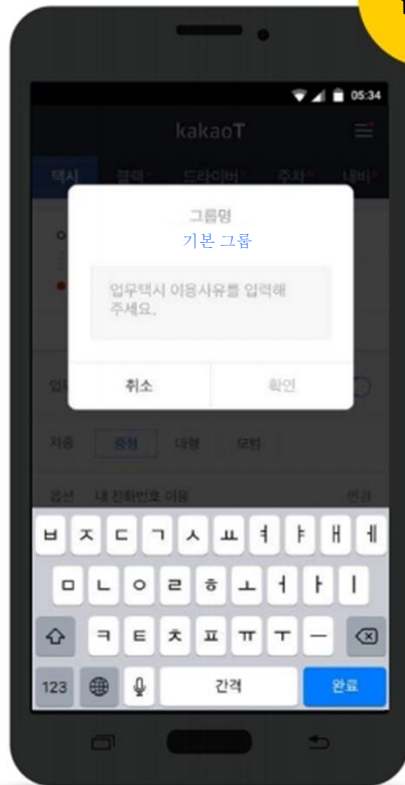 05:34
kakaoT
택시 블랙 드라이버 주차 내비
그룹명
기본 그룹
업무택시 이용사유를 입력해
주세요.
취소 확인
차종 중형 대형 모범
옵션 내 전화번호 이용 변경
ㅂ ㅈ ㄷ ㄱ ㅅ ㅛ ㅕ ㅑ ㅐ ㅔ
ㅁ ㄴ ㅇ ㄹ ㅎ ㅗ ㅓ ㅏ ㅣ
ㅋ ㅌ ㅊ ㅍ ㅠ ㅜ ㅡ
123 간격 완료